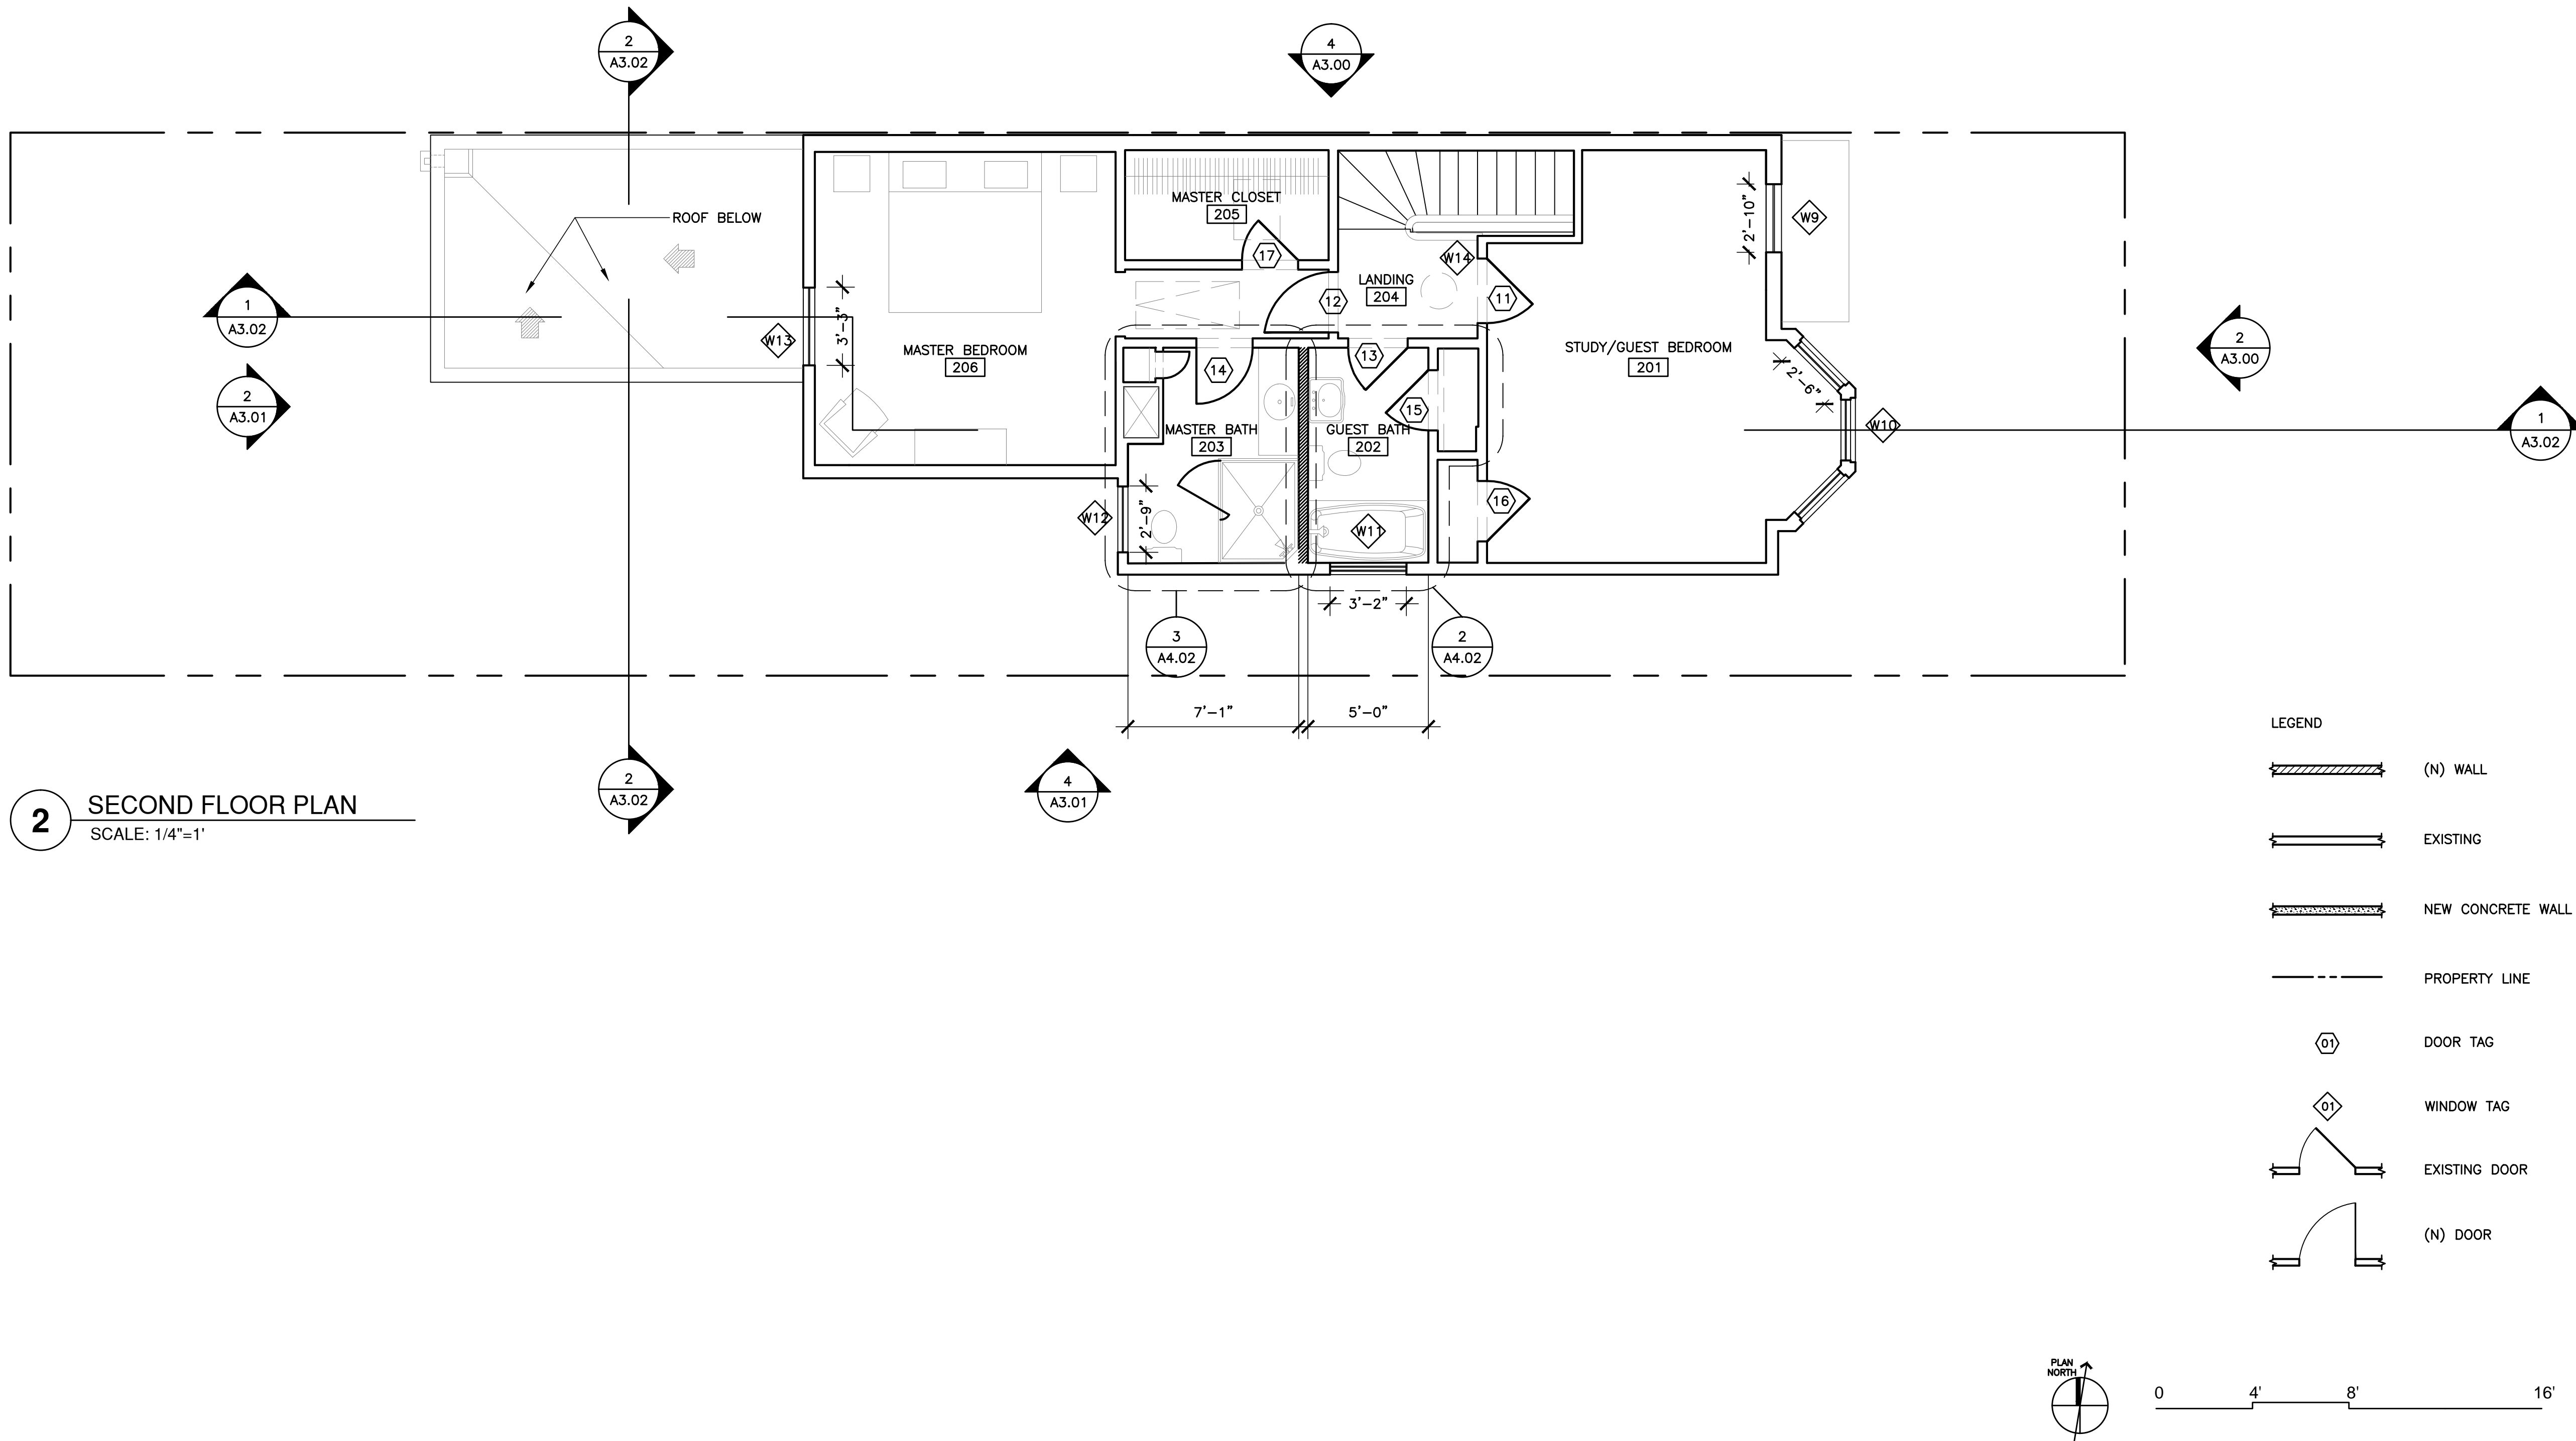 2
A3.02
4
A3.00
ROOF BELOW
MASTER CLOSET
205
2'-10"
W9
17
W14
LANDING
204
12
11
1
A3.02
3'-3"
W13
MASTER BEDROOM
206
13
14
STUDY/GUEST BEDROOM
201
2
A3.00
2'-6"
2
A3.01
15
MASTER BATH
203
GUEST BATH
202
W10
1
A3.02
16
W12
2'-9"
W11
3'-2"
3
A4.02
2
A4.02
7'-1"
5'-0"
2
A3.02
4
A3.01
2
SECOND FLOOR PLAN
SCALE: 1/4"=1'
LEGEND
(N) WALL
EXISTING
NEW CONCRETE WALL
PROPERTY LINE
01
DOOR TAG
01
WINDOW TAG
EXISTING DOOR
(N) DOOR
PLAN
NORTH
0 4' 8' 16'